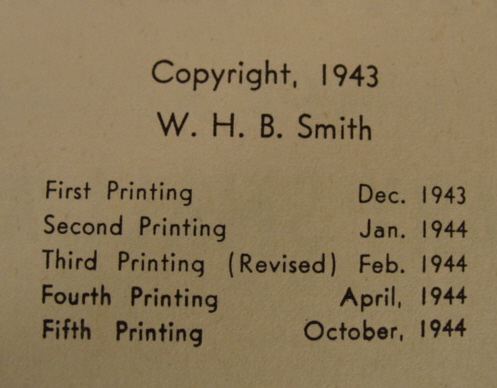 Copyright, 1943
W. H. B. Smith
First Printing Dec. 1943
Second Printing Jan. 1944
Third Printing (Revised) Feb. 1944
Fourth Printing April, 1944
Fifth Printing October, 1944